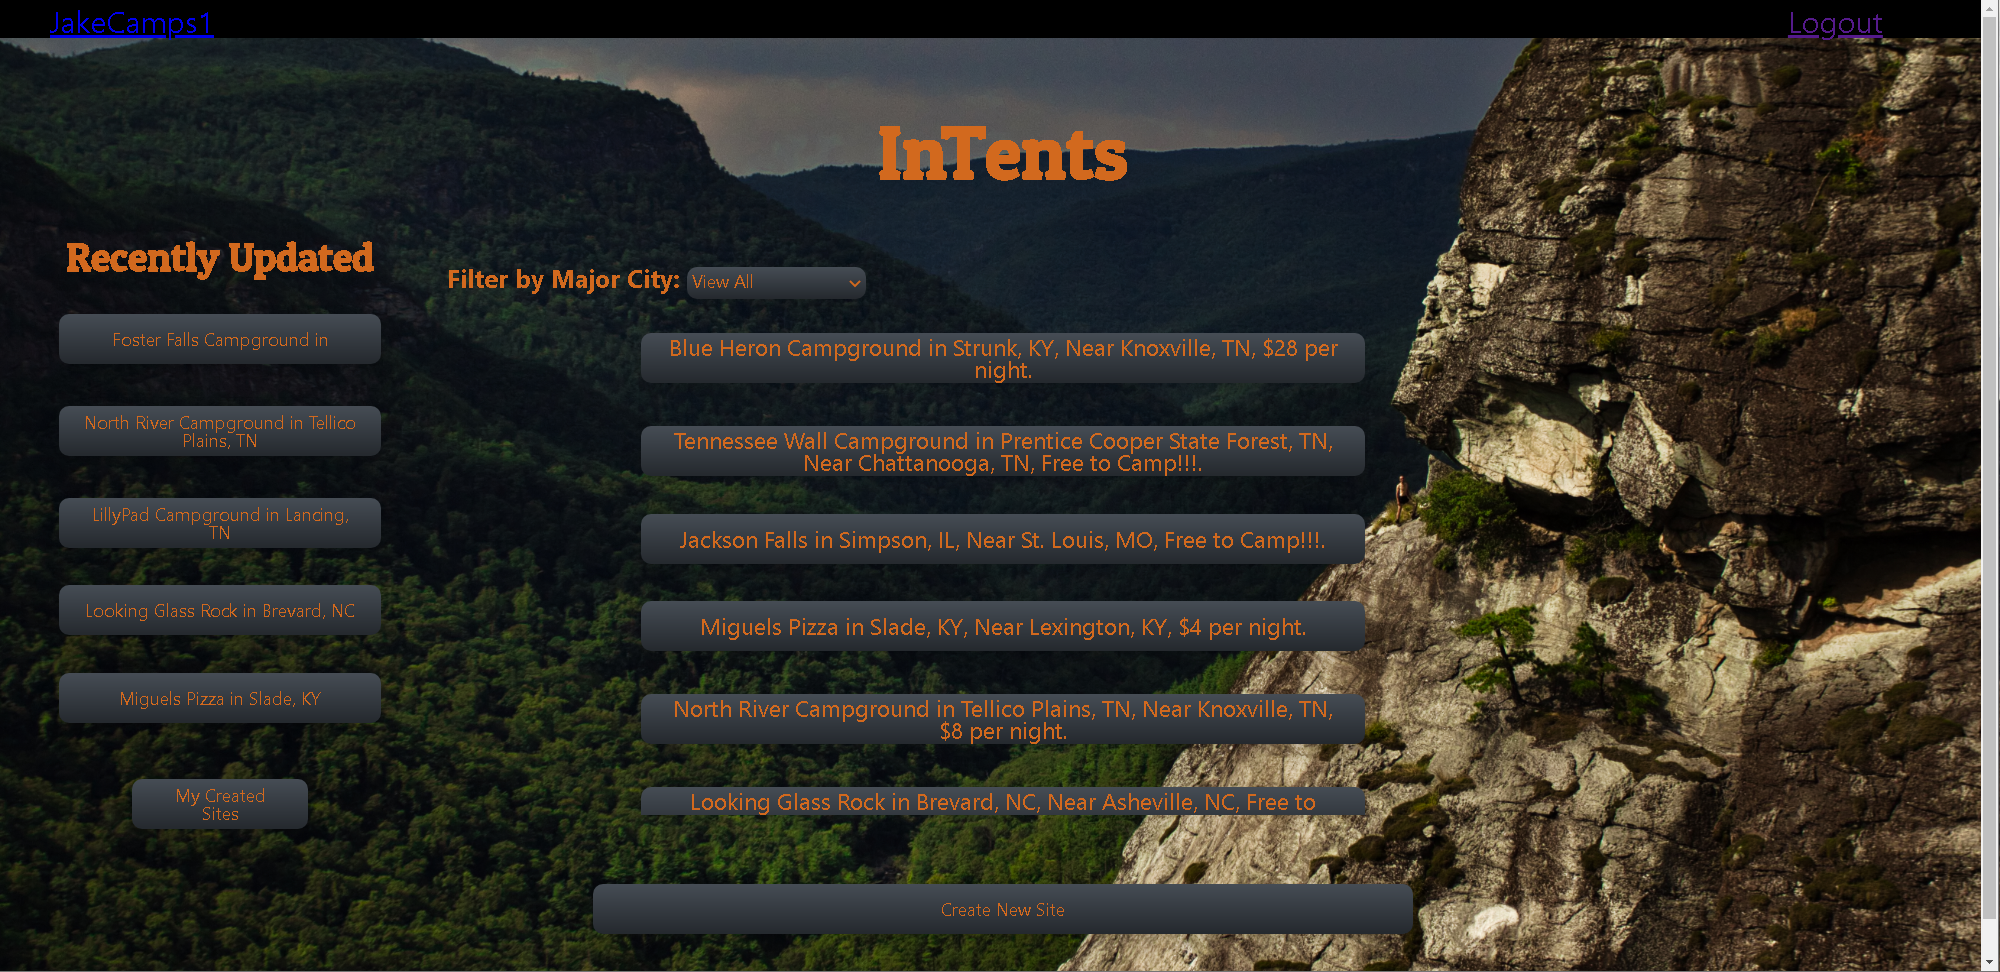 JakeCamps1
Logout
InTents
Recently Updated
Foster Falls Campground in
North River Campground in Tellico
Plains, TN
LillyPad Campground in Lancing,
TN
Looking Glass Rock in Brevard, NC
Miguels Pizza in Slade, KY
My Created
Sites
Filter by Major City: View All
Blue Heron Campground in Strunk, KY, Near Knoxville, TN, $28 per
night.
Tennessee Wall Campground in Prentice Cooper State Forest, TN,
Near Chattanooga, TN, Free to Camp!!!.
Jackson Falls in Simpson, IL, Near St. Louis, MO, Free to Camp!!!.
Miguels Pizza in Slade, KY, Near Lexington, KY, $4 per night.
North River Campground in Tellico Plains, TN, Near Knoxville, TN,
$8 per night.
Looking Glass Rock in Brevard, NC, Near Asheville, NC, Free to
Create New Site